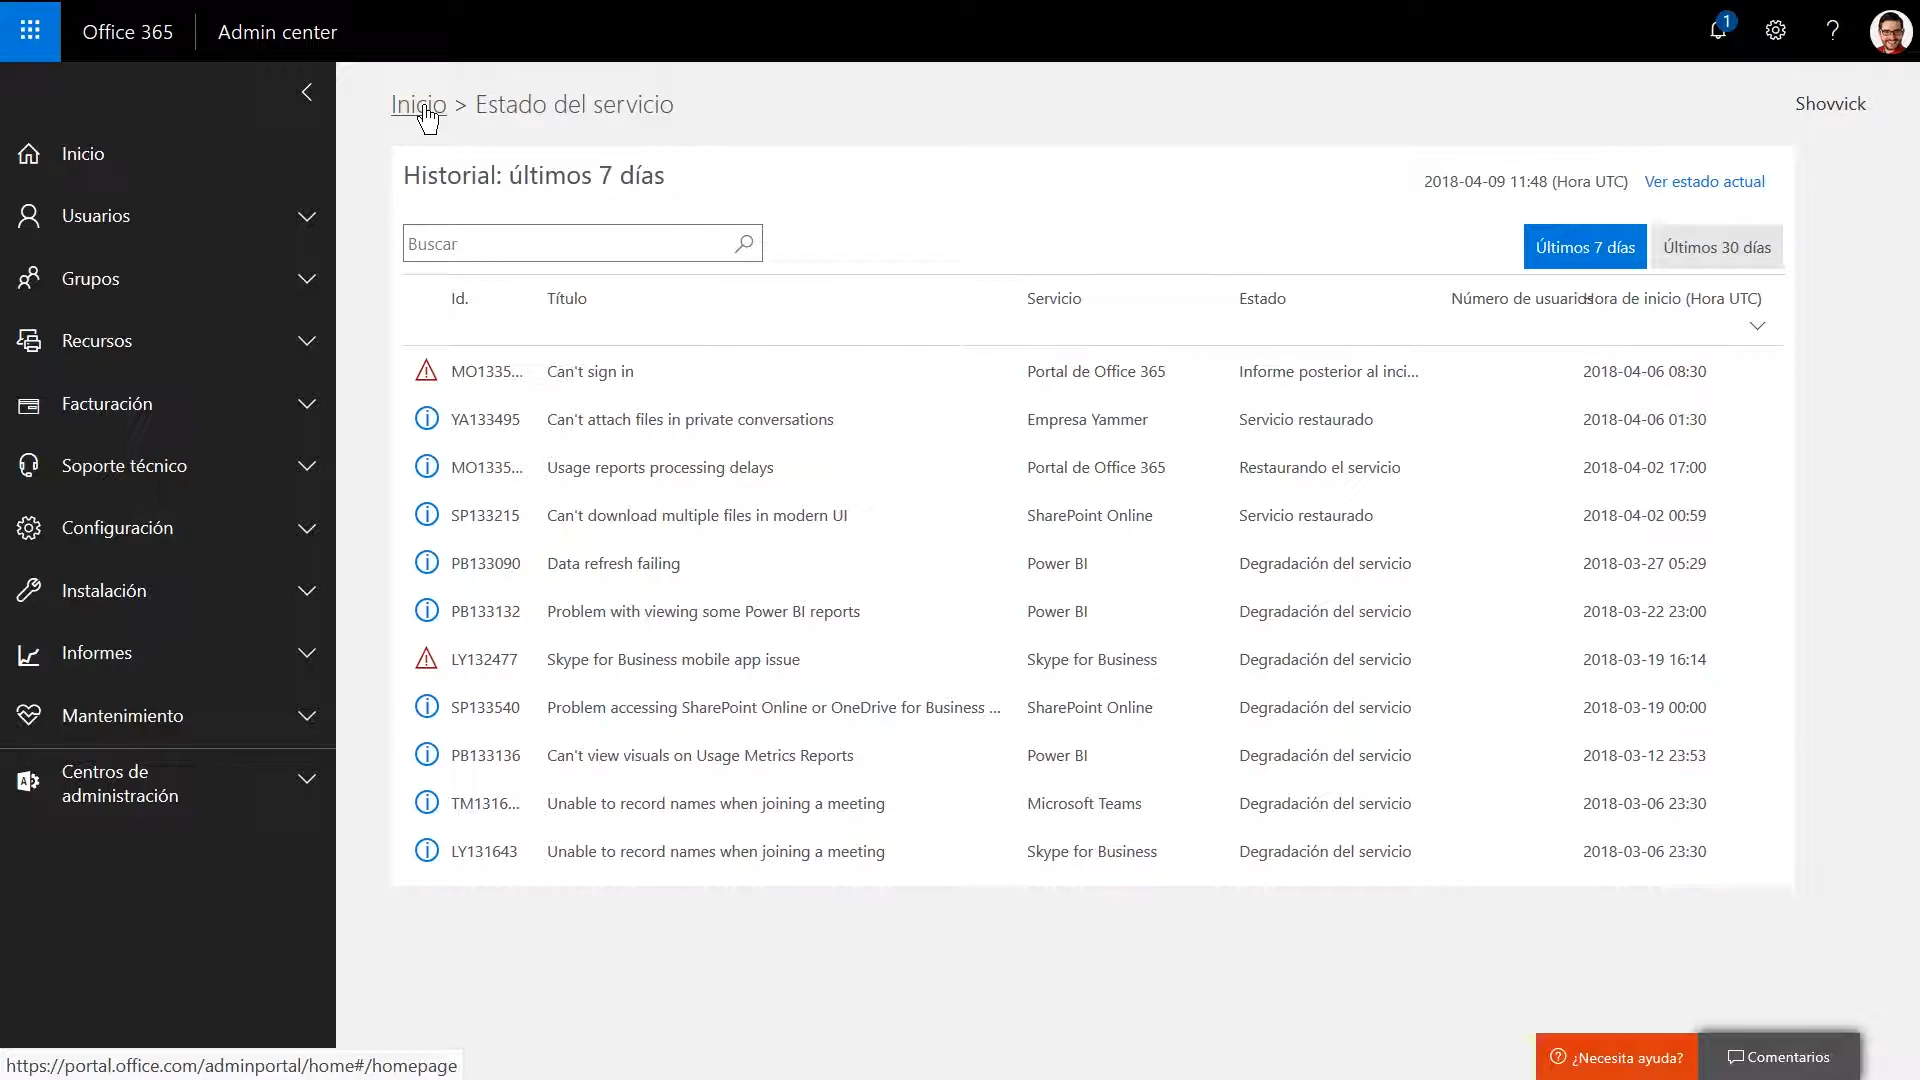 Office 365
Admin center
1
?
Inicio > Estado del servicio
Shovvick
Inicio
Usuarios
Grupos
Recursos
Facturación
Soporte técnico
Configuración
Instalación
Informes
Mantenimiento
Centros de
administración
Historial: últimos 7 días
2018-04-09 11:48 (Hora UTC) Ver estado actual
Buscar
Últimos 7 días Últimos 30 días
Id. Título Servicio Estado Número de usuarios Hora de inicio (Hora UTC)
MO1335... Can't sign in Portal de Office 365 Informe posterior al inci... 2018-04-06 08:30
YA133495 Can't attach files in private conversations Empresa Yammer Servicio restaurado 2018-04-06 01:30
MO1335... Usage reports processing delays Portal de Office 365 Restaurando el servicio 2018-04-02 17:00
SP133215 Can't download multiple files in modern UI SharePoint Online Servicio restaurado 2018-04-02 00:59
PB133090 Data refresh failing Power BI Degradación del servicio 2018-03-27 05:29
PB133132 Problem with viewing some Power BI reports Power BI Degradación del servicio 2018-03-22 23:00
LY132477 Skype for Business mobile app issue Skype for Business Degradación del servicio 2018-03-19 16:14
SP133540 Problem accessing SharePoint Online or OneDrive for Business ... SharePoint Online Degradación del servicio 2018-03-19 00:00
PB133136 Can't view visuals on Usage Metrics Reports Power BI Degradación del servicio 2018-03-12 23:53
TM1316... Unable to record names when joining a meeting Microsoft Teams Degradación del servicio 2018-03-06 23:30
LY131643 Unable to record names when joining a meeting Skype for Business Degradación del servicio 2018-03-06 23:30
https://portal.office.com/adminportal/home#/homepage
¿Necesita ayuda?
Comentarios